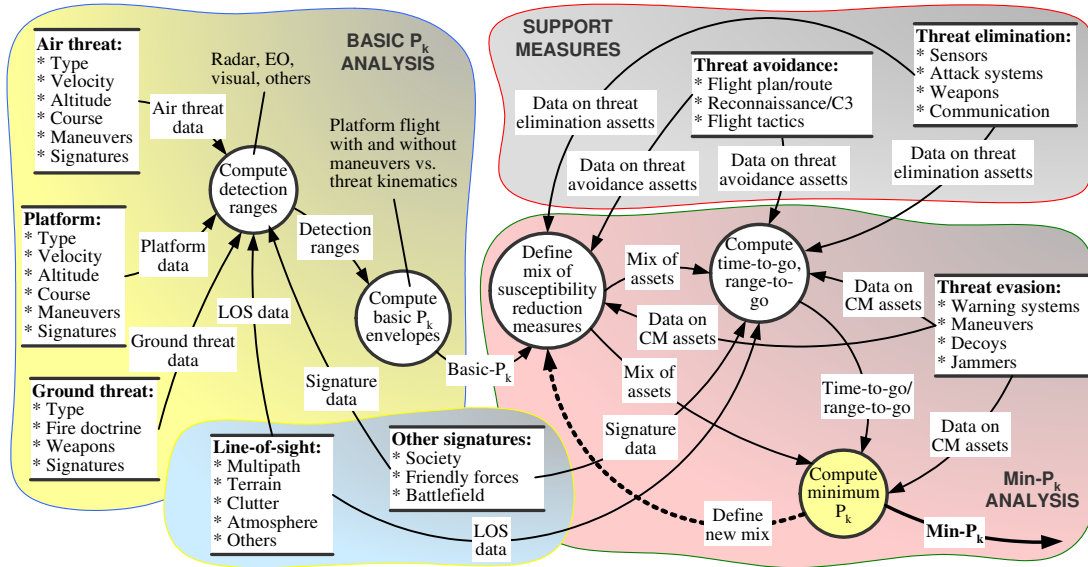 BASIC Pk
ANALYSIS
Air threat:
* Type
* Velocity
* Altitude
* Course
* Maneuvers
* Signatures
Air threat
data
Radar, EO,
visual, others
Platform flight
with and without
maneuvers vs.
threat kinematics
Compute
detection
ranges
Platform:
* Type
* Velocity
* Altitude
* Course
* Maneuvers
* Signatures
Platform
data
Detection
ranges
Compute
basic Pk
envelopes
LOS data
Ground threat
data
Signature
data
Basic-Pk
Ground threat:
* Type
* Fire doctrine
* Weapons
* Signatures
Line-of-sight:
* Multipath
* Terrain
* Clutter
* Atmosphere
* Others
Other signatures:
* Society
* Friendly forces
* Battlefield
SUPPORT
MEASURES
Threat avoidance:
* Flight plan/route
* Reconnaissance/C3
* Flight tactics
Threat elimination:
* Sensors
* Attack systems
* Weapons
* Communication
Data on threat
elimination assetts
Data on threat
avoidance assetts
Data on threat
avoidance assetts
Data on threat
elimination assetts
Define
mix of
susceptibility
reduction
measures
Mix of
assets
Compute
time-to-go,
range-to-
go
Data on
CM assets
Data on
CM assets
Threat evasion:
* Warning systems
* Maneuvers
* Decoys
* Jammers
Mix of
assets
Time-to-go/
range-to-go
Signature
data
Data on
CM assets
Compute
minimum
Pk
Min-Pk
ANALYSIS
LOS
data
Define
new mix
Min-Pk